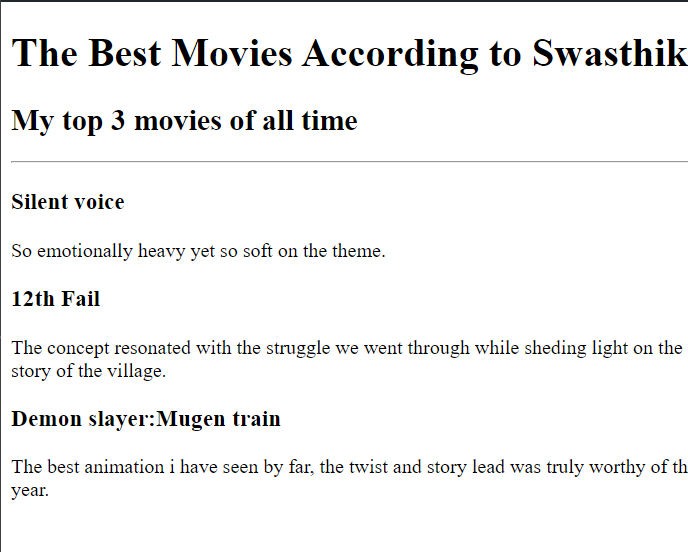 The Best Movies According to Swasthik
My top 3 movies of all time
Silent voice
So emotionally heavy yet so soft on the theme.
12th Fail
The concept resonated with the struggle we went through while sheding light on the
story of the village.
Demon slayer:Mugen train
The best animation i have seen by far, the twist and story lead was truly worthy of
year.